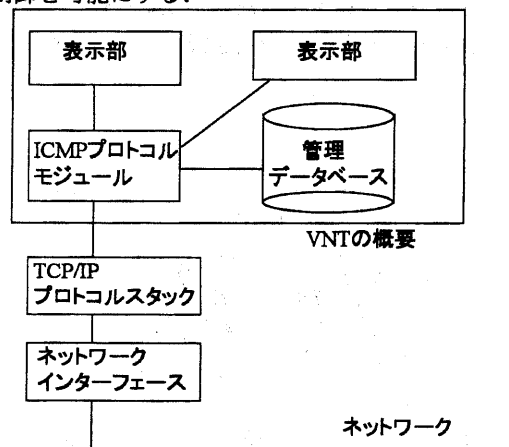 表示部
表示部
ICMPプロトコル
モジュール
管理
データベース
VNTの概要
TCP/IP
プロトコルスタック
ネットワーク
インターフェース
ネットワーク